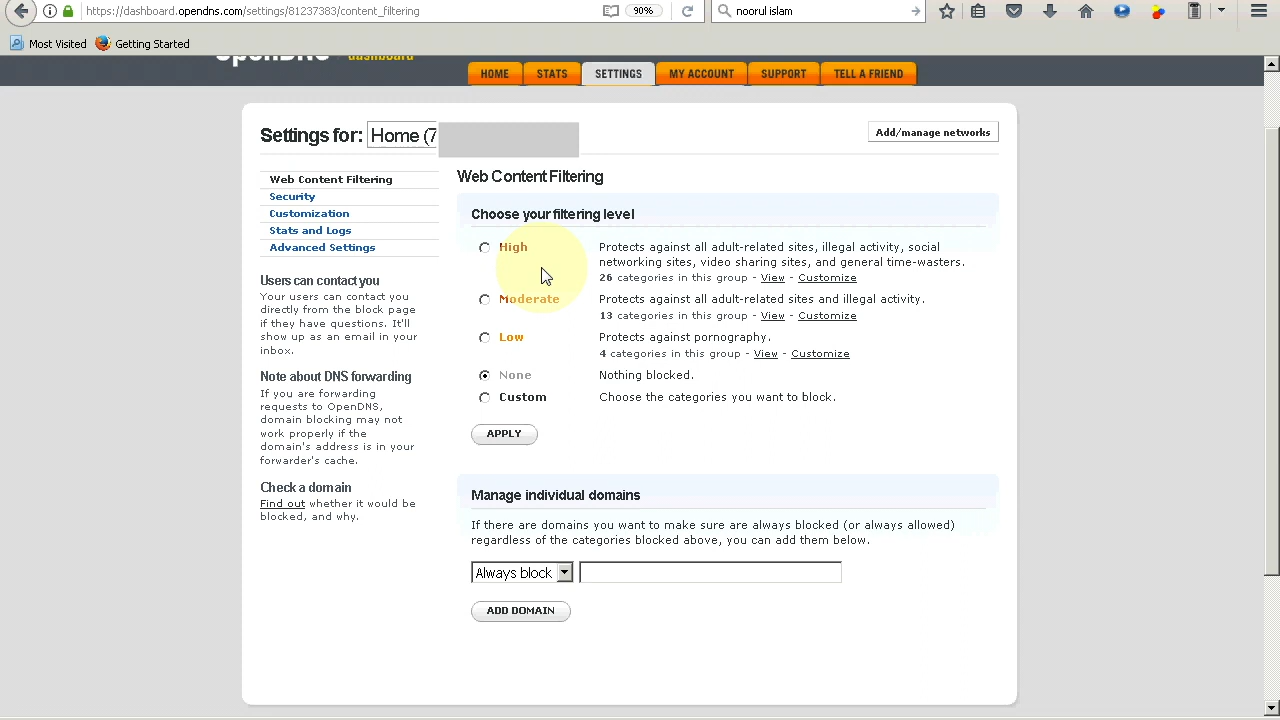 https://dashboard.opendns.com/settings/81237383/content_filtering
90%
noorul islam
Most Visited
Getting Started
OpenDNS dashboard
HOME
STATS
SETTINGS
MY ACCOUNT
SUPPORT
TELL A FRIEND
Settings for: Home (7
Add/manage networks
Web Content Filtering
Security
Customization
Stats and Logs
Advanced Settings
Users can contact you
Your users can contact you
directly from the block page
if they have questions. It'll
show up as an email in your
inbox.
Note about DNS forwarding
If you are forwarding
requests to OpenDNS,
domain blocking may not
work properly if the
domain's address is in your
forwarder's cache.
Check a domain
Find out whether it would be
blocked, and why.
Web Content Filtering
Choose your filtering level
High
Protects against all adult-related sites, illegal activity, social
networking sites, video sharing sites, and general time-wasters.
26 categories in this group - View - Customize
Moderate
Protects against all adult-related sites and illegal activity.
13 categories in this group - View - Customize
Low
Protects against pornography.
4 categories in this group - View - Customize
None
Nothing blocked.
Custom
Choose the categories you want to block.
APPLY
Manage individual domains
If there are domains you want to make sure are always blocked (or always allowed)
regardless of the categories blocked above, you can add them below.
Always block
ADD DOMAIN